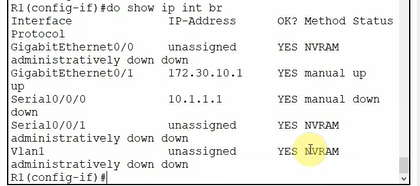 R1(config-if)#do show ip int br
Interface IP-Address OK? Method Status
Protocol
GigabitEthernet0/0 unassigned YES NVRAM
administratively down down
GigabitEthernet0/1 172.30.10.1 YES manual up
up
Serial0/0/0 10.1.1.1 YES manual down
down
Serial0/0/1 unassigned YES NVRAM
administratively down down
Vlan1 unassigned YES NVRAM
administratively down down
R1(config-if)#